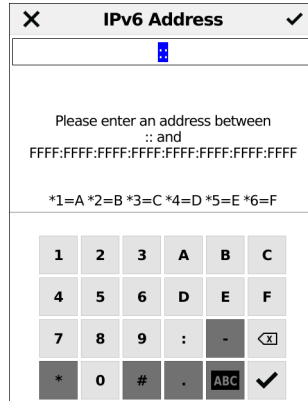 IPv6 Address
::
Please enter an address between
:: and
FFFF:FFFF:FFFF:FFFF:FFFF:FFFF:FFFF:FFFF
*1=A *2=B *3=C *4=D *5=E *6=F
1 2 3 A B C
4 5 6 D E F
7 8 9 : -
* 0 # . ABC